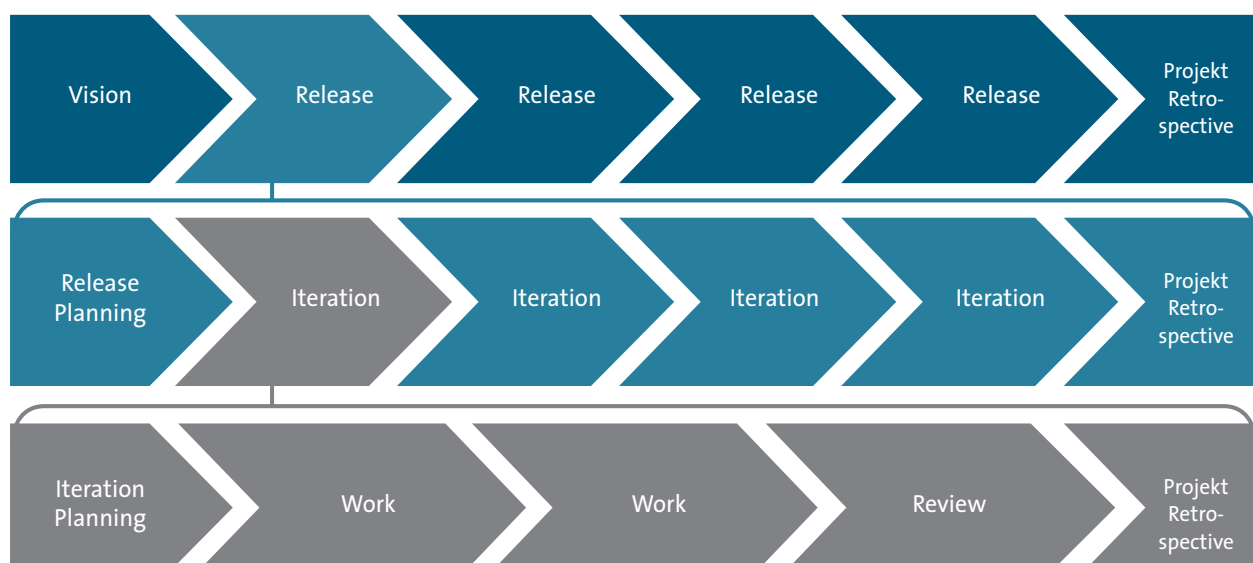 Vision
Release
Release
Release
Release
Projekt
Retro-
spective
Release
Planning
Iteration
Iteration
Iteration
Iteration
Projekt
Retro-
spective
Iteration
Planning
Work
Work
Review
Projekt
Retro-
spective